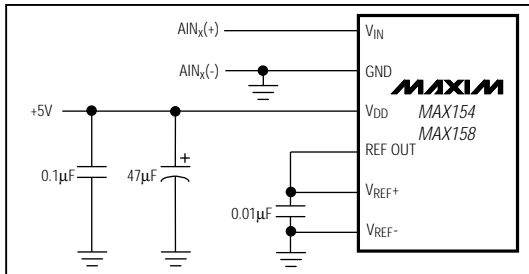 AINx(+)
VIN
AINx(-)
GND
MAXIM
+5V
VDD
MAX154
MAX158
REF OUT
0.1µF
47µF
+
VREF+
0.01µF
VREF-